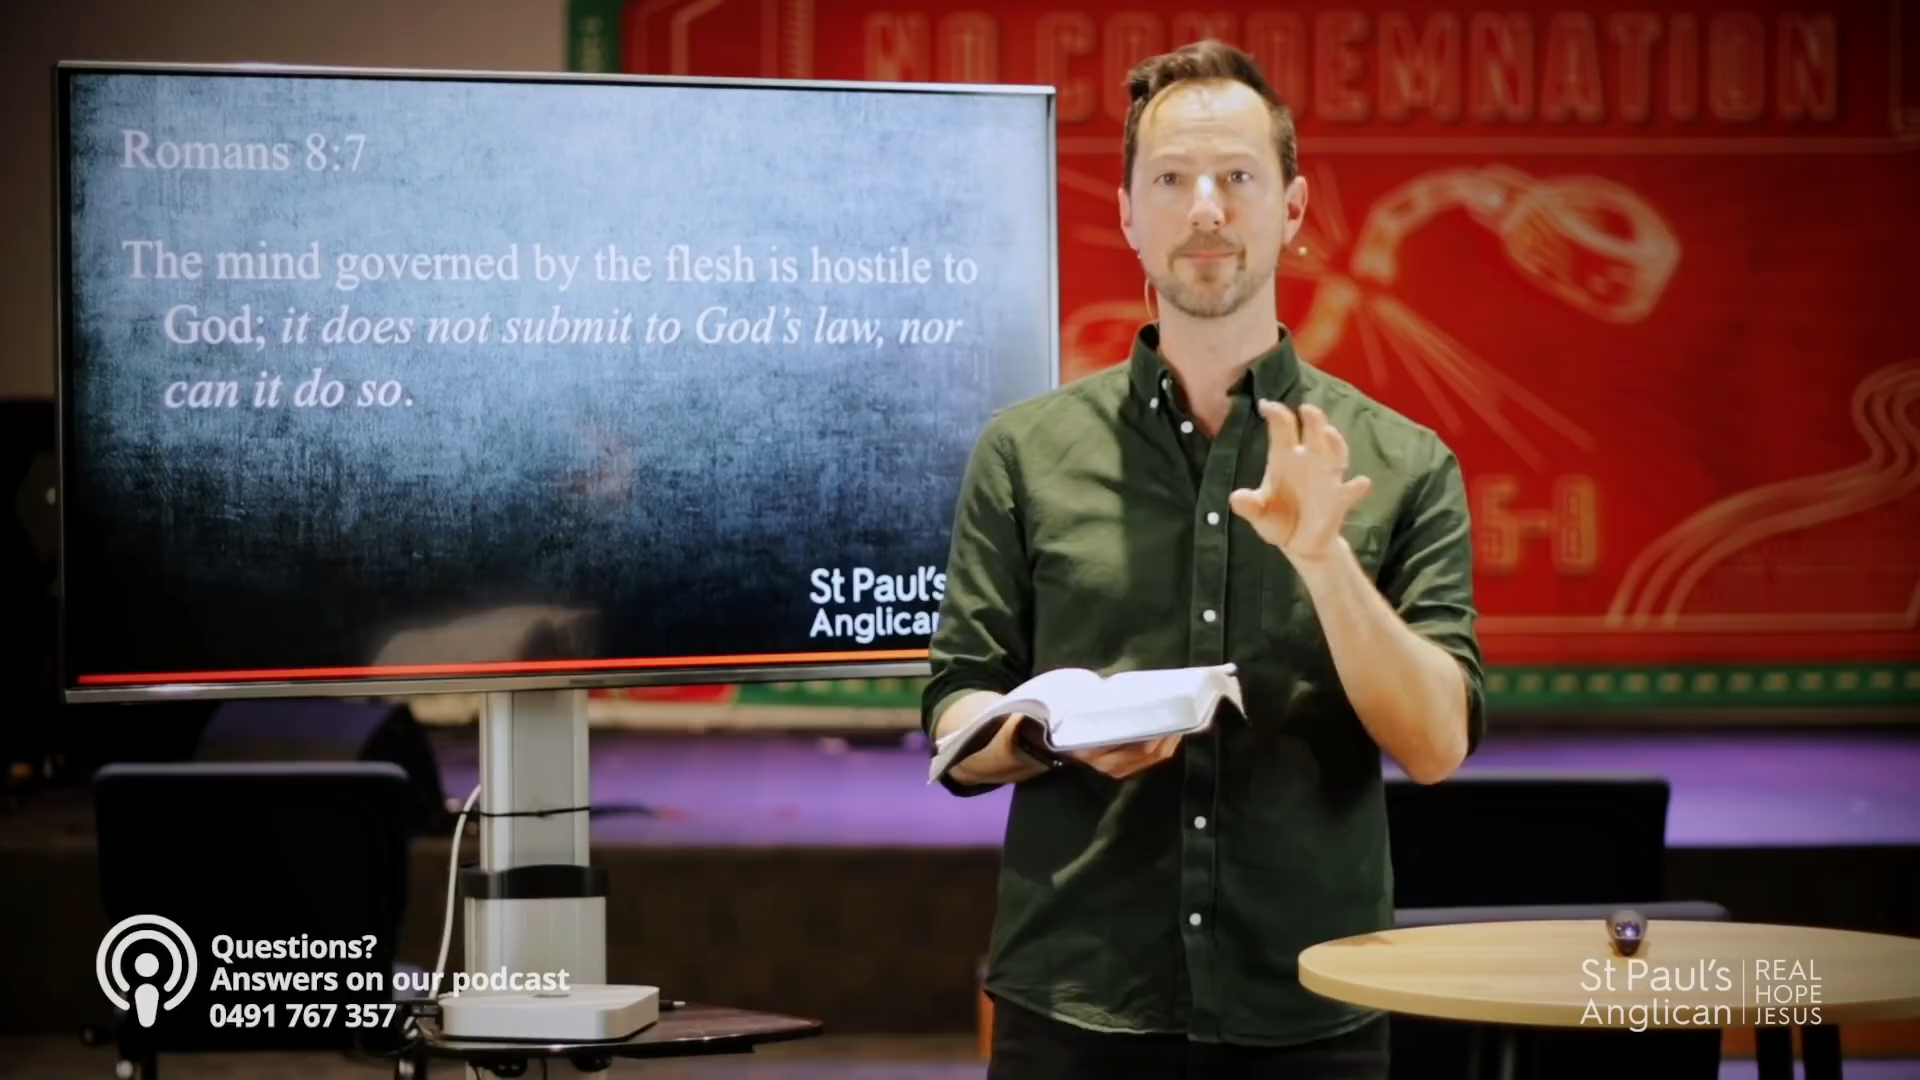 NO CONDEMNATION
Romans 8:7
The mind governed by the flesh is hostile to
God; it does not submit to God's law, nor
can it do so.
5-8
St Paul's
Anglican
Questions?
Answers on our podcast
0491 767 357
St Paul's
Anglican
REAL
HOPE
JESUS